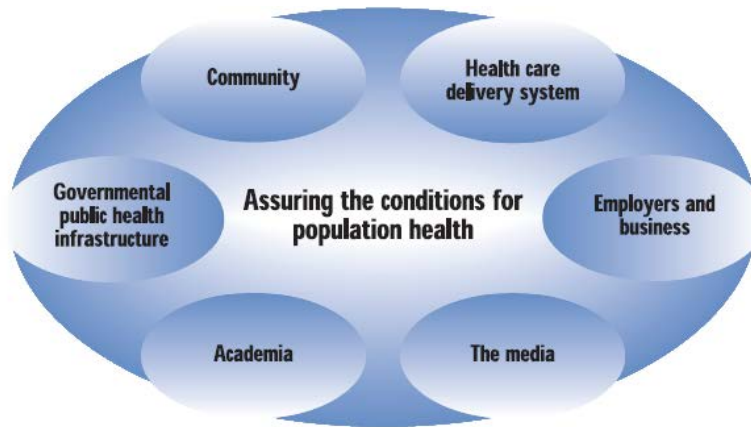 Community
Health care
delivery system
Governmental
public health
infrastructure
Assuring the conditions for
population health
Employers and
business
Academia
The media